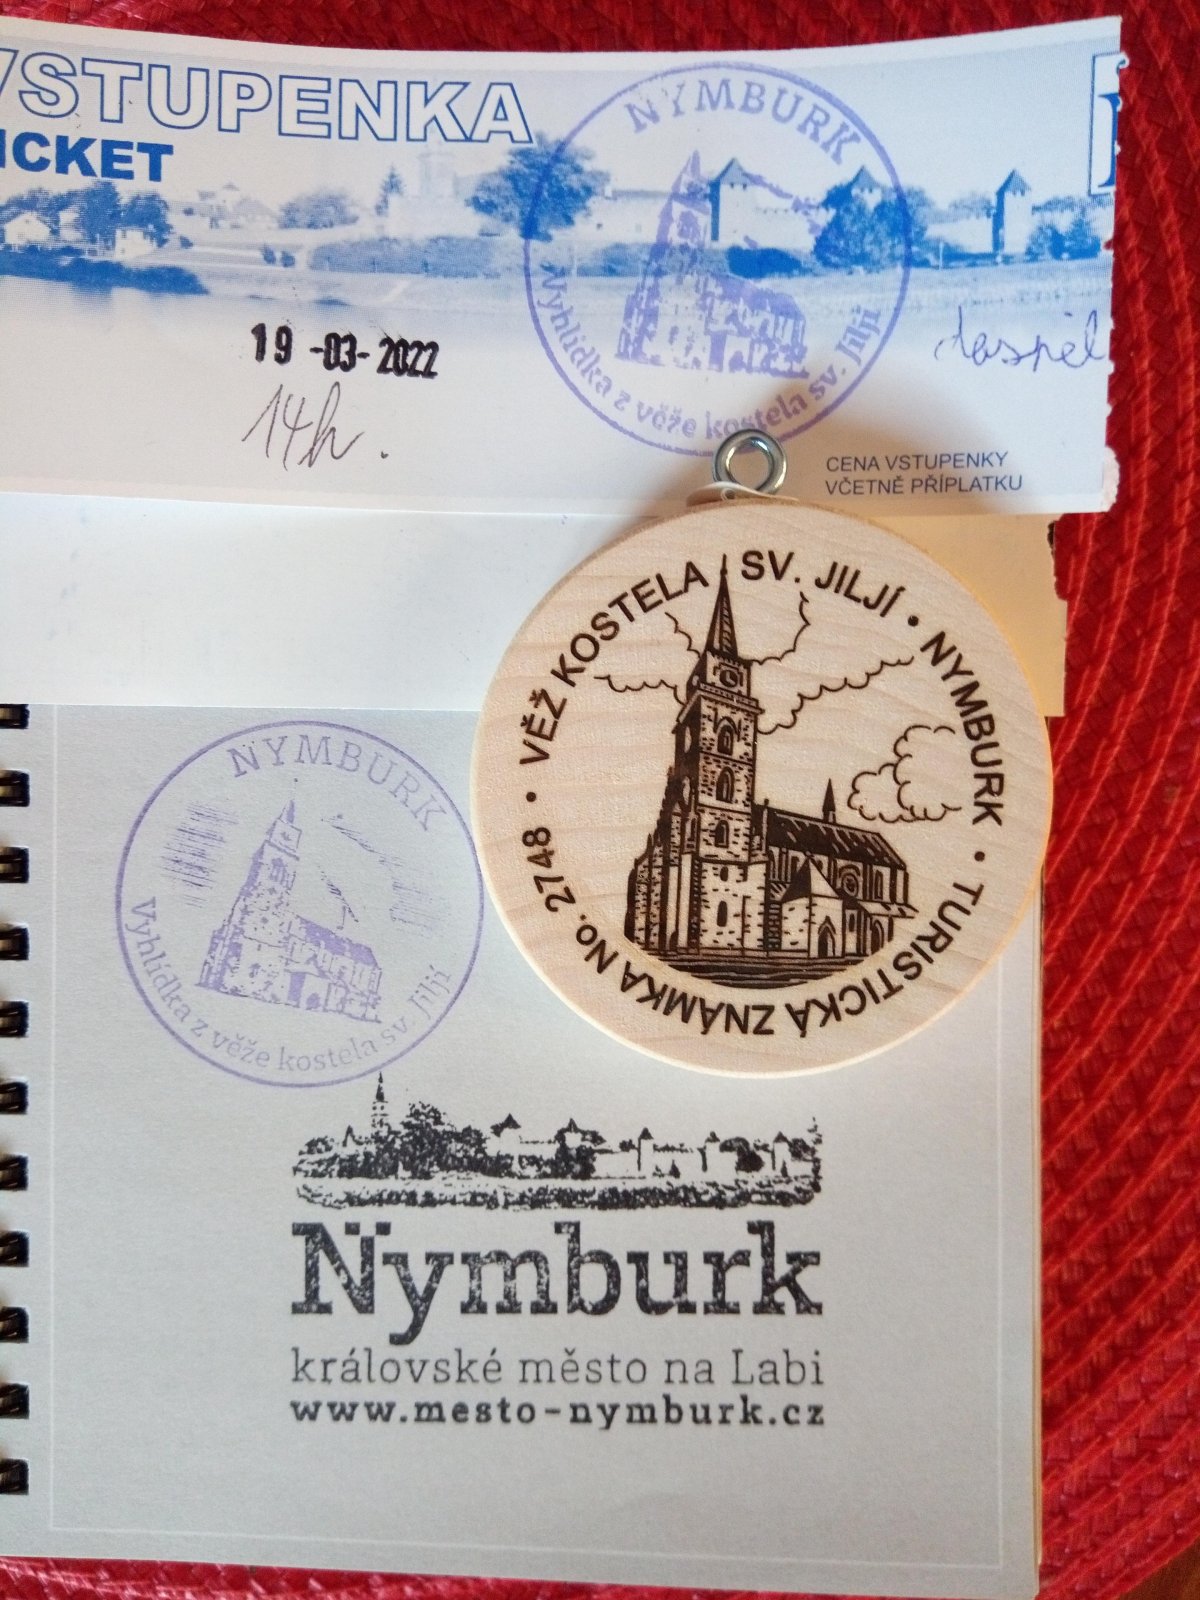 VSTUPENKA
TICKET
NYMBURK
Vyhlídka z věže kostela sv. Jiljí
19 -03- 2022
14h.
dospěl
CENA VSTUPENKY
VČETNĚ PŘÍPLATKU
VĚŽ KOSTELA SV. JILJÍ • NYMBURK • TURISTICKÁ ZNÁMKA No. 2748 •
NYMBURK
Vyhlídka z věže kostela sv. Jiljí
Nymburk
královské město na Labi
www.mesto-nymburk.cz